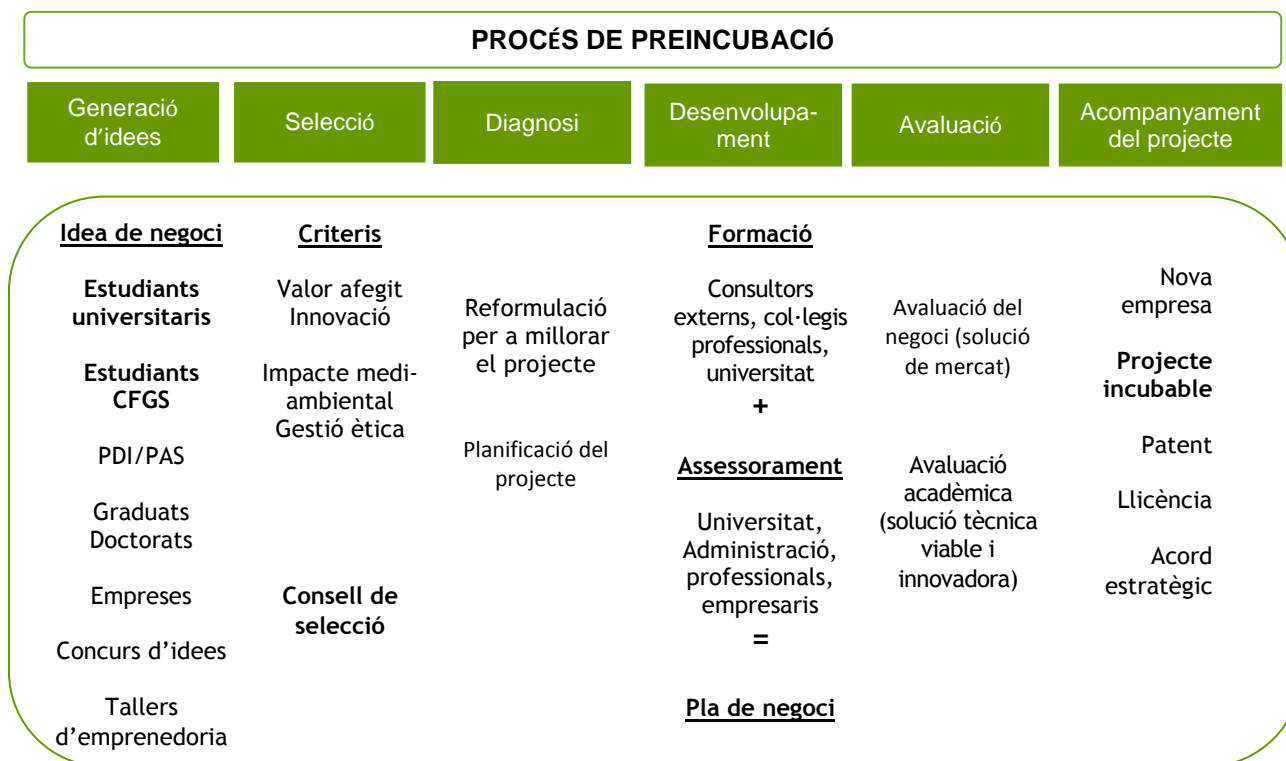 PROCÉS DE PREINCUBACIÓ
Generació
d’idees
Selecció
Diagnosi
Desenvolupa-
ment
Avaluació
Acompanyament
del projecte
Idea de negoci
Estudiants
universitaris
Estudiants
CFGS
PDI/PAS
Graduats
Doctorats
Empreses
Concurs d’idees
Tallers
d’emprenedoria
Criteris
Valor afegit
Innovació
Impacte medi-
ambiental
Gestió ètica
Consell de
selecció
Reformulació
per a millorar
el projecte
Planificació del
projecte
Formació
Consultors
externs, col·legis
professionals,
universitat
+
Assessorament
Universitat,
Administració,
professionals,
empresaris
=
Pla de negoci
Avaluació del
negoci (solució
de mercat)
Avaluació
acadèmica
(solució tècnica
viable i
innovadora)
Nova
empresa
Projecte
incubable
Patent
Llicència
Acord
estratègic